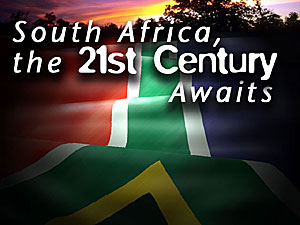 South Africa,
the 21st Century
Awaits